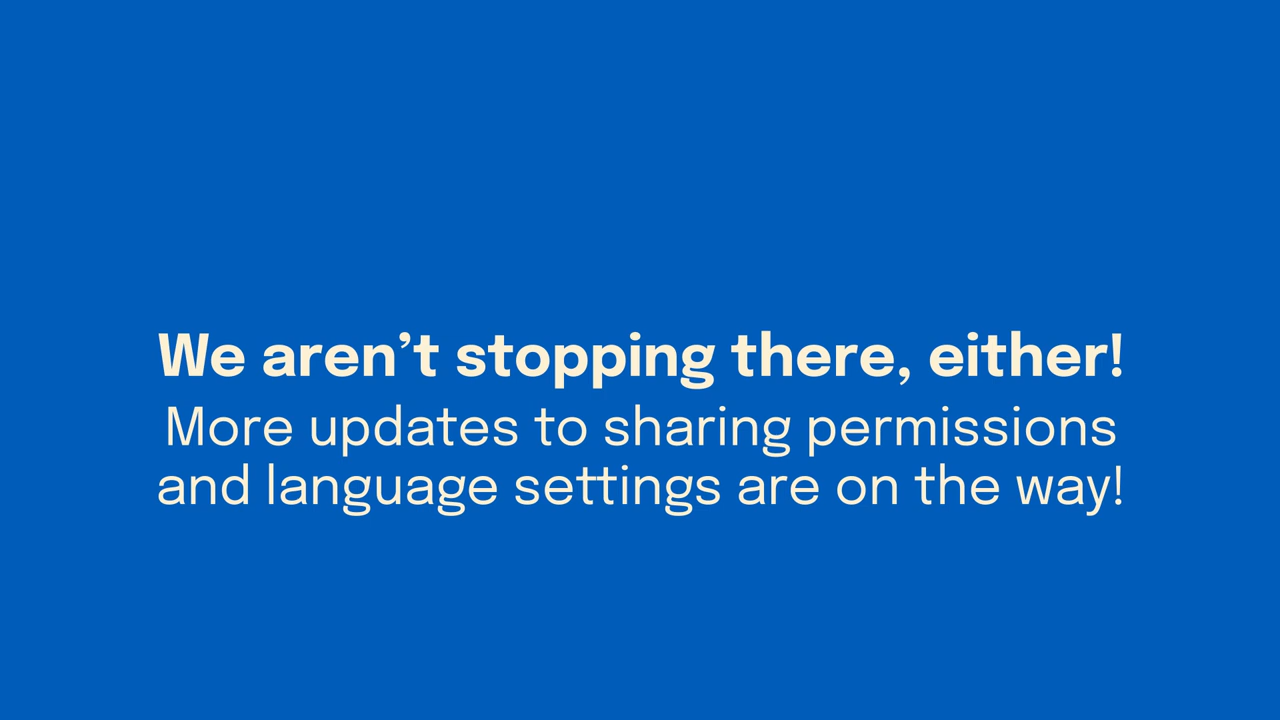 We aren’t stopping there, either!
More updates to sharing permissions
and language settings are on the way!